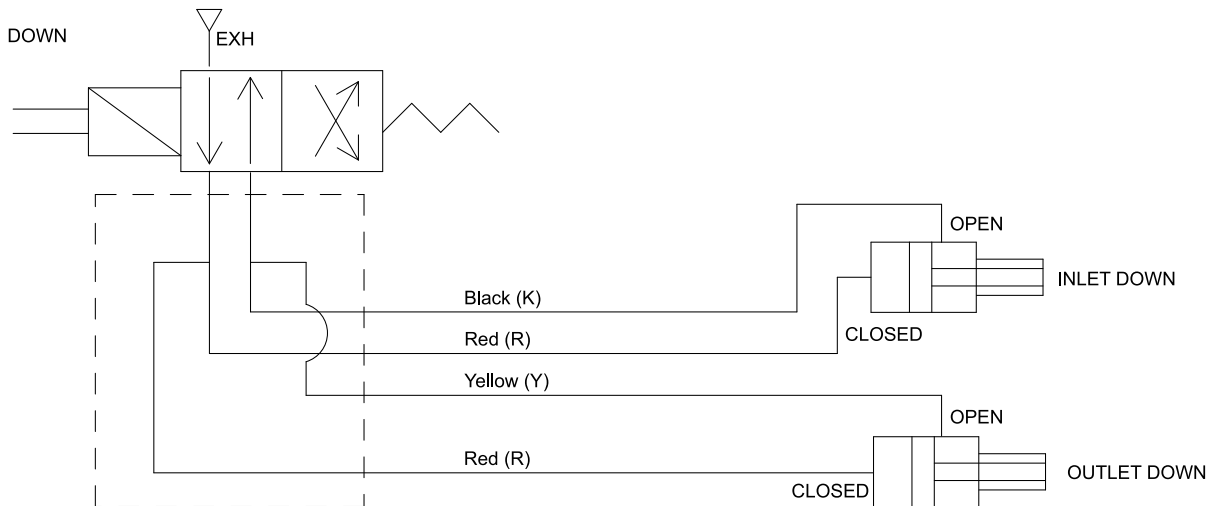 DOWN
EXH
OPEN
INLET DOWN
Black (K)
CLOSED
Red (R)
Yellow (Y)
OPEN
Red (R)
OUTLET DOWN
CLOSED